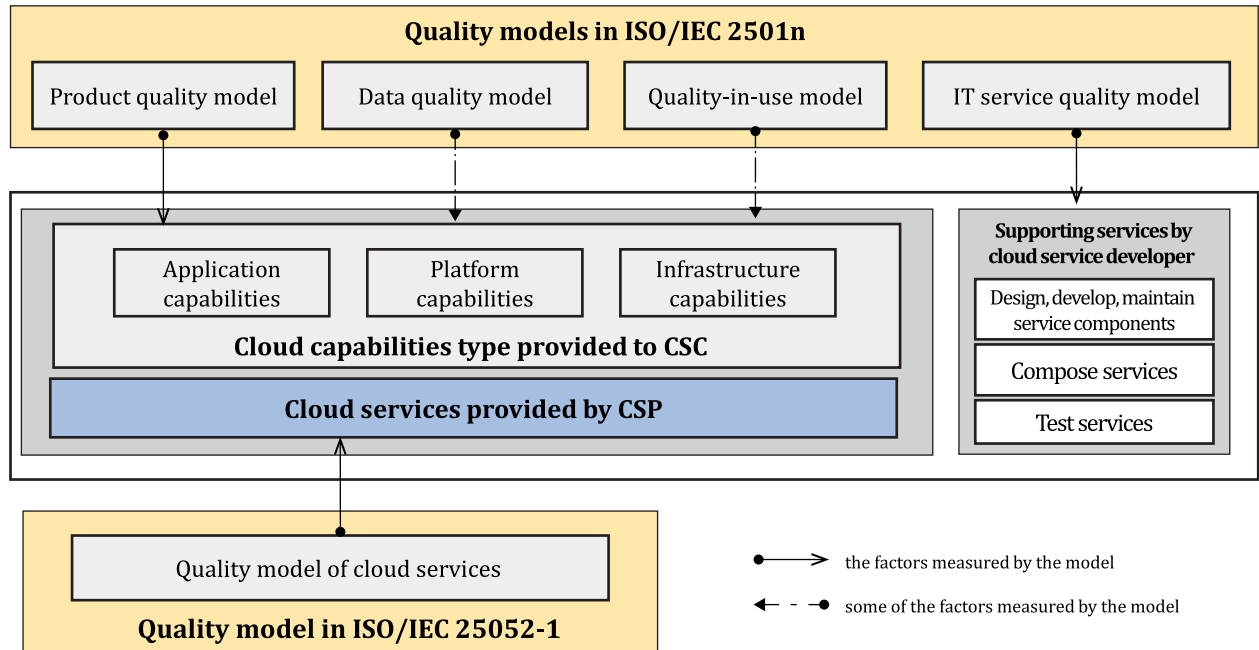 Quality models in ISO/IEC 2501n
Product quality model
Data quality model
Quality-in-use model
IT service quality model
Application
capabilities
Platform
capabilities
Infrastructure
capabilities
Cloud capabilities type provided to CSC
Cloud services provided by CSP
Supporting services by
cloud service developer
Design, develop, maintain
service components
Compose services
Test services
Quality model of cloud services
Quality model in ISO/IEC 25052-1
the factors measured by the model
some of the factors measured by the model